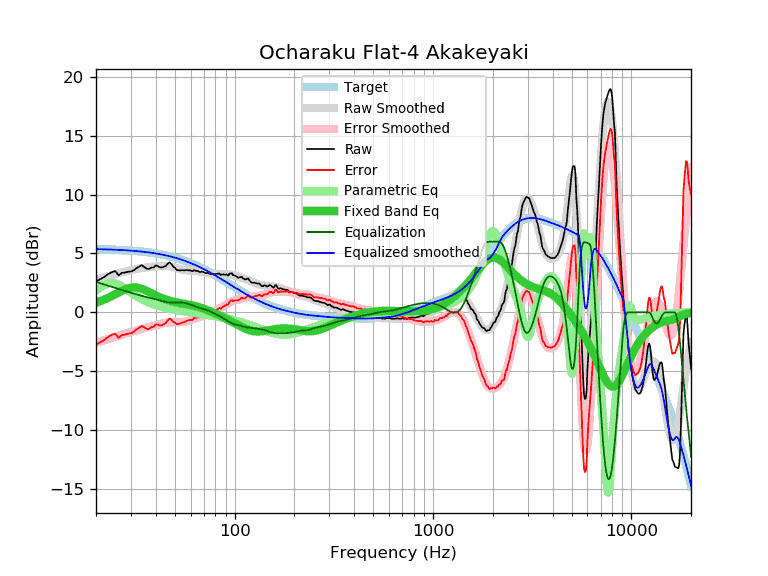 Ocharaku Flat-4 Akakeyaki
20
15
10
5
0
−5
−10
−15
Amplitude (dBr)
Target
Raw Smoothed
Error Smoothed
Raw
Error
Parametric Eq
Fixed Band Eq
Equalization
Equalized smoothed
100
1000
10000
Frequency (Hz)